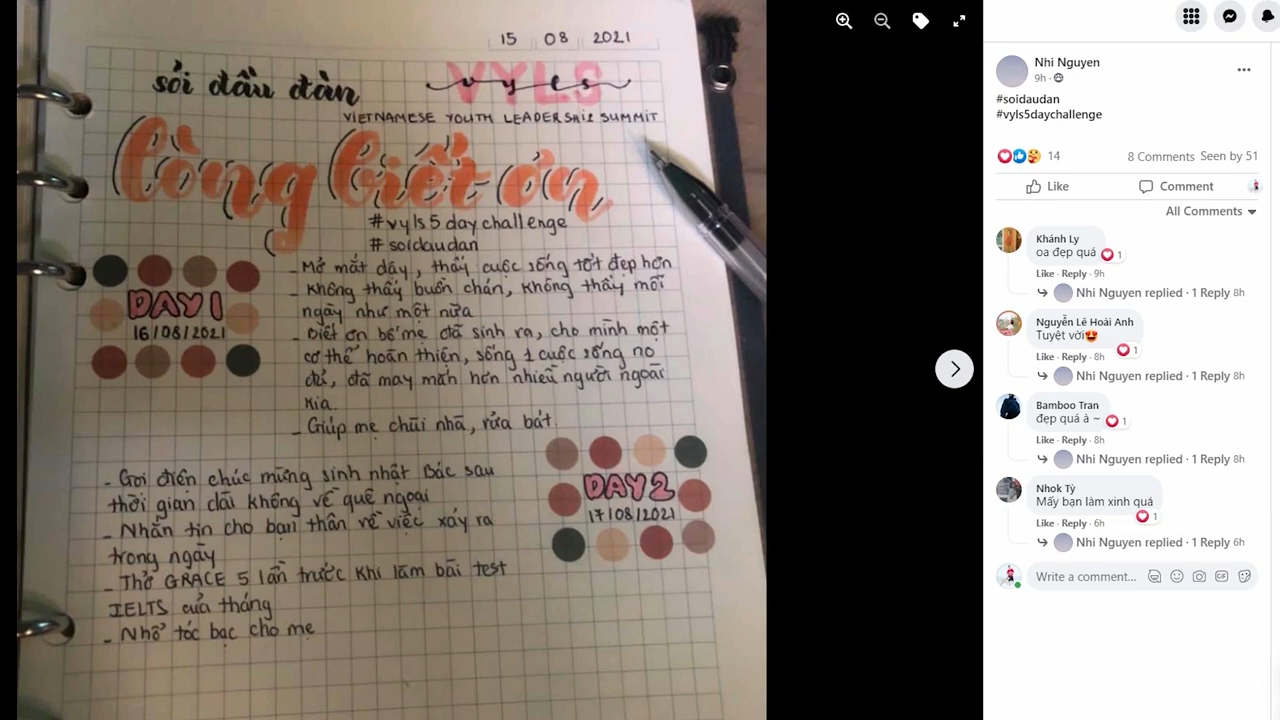 15 08 2021
sói đầu đàn
VYLS
vyls
VIETNAMESE YOUTH LEADERSHIP SUMMIT
lòng biết ơn
#vyls5daychallenge
#soidaudan
- Mở mắt dậy, thấy cuộc sống tốt đẹp hơn
- Không thấy buồn chán, không thấy mỗi
ngày như một nữa
- Biết ơn bố mẹ đã sinh ra, cho mình một
cơ thể hoàn thiện, sống 1 cuộc sống no
đủ, đã may mắn hơn nhiều người ngoài
kia.
- Giúp mẹ chùi nhà, rửa bát
DAY 1
16/08/2021
- Gọi điện chúc mừng sinh nhật Bác sau
thời gian dài không về quê ngoại
- Nhắn tin cho bạn thân về việc xảy ra
trong ngày
- Thở GRACE 5 lần trước khi làm bài test
IELTS của tháng
- Nhổ tóc bạc cho mẹ
DAY 2
17/08/2021
Nhi Nguyen
9h ·
#soidaudan
#vyls5daychallenge
14
8 Comments Seen by 51
Like Comment
All Comments
Khánh Ly
oa đẹp quá
1
Like · Reply · 9h
Nhi Nguyen replied · 1 Reply 8h
Nguyễn Lê Hoài Anh
Tuyệt vời😍
1
Like · Reply · 8h
Nhi Nguyen replied · 1 Reply 8h
Bamboo Tran
đẹp quá à ~
1
Like · Reply · 8h
Nhi Nguyen replied · 1 Reply 8h
Nhok Tỳ
Mấy bạn làm xinh quá
1
Like · Reply · 6h
Nhi Nguyen replied · 1 Reply 6h
Write a comment...
GIF